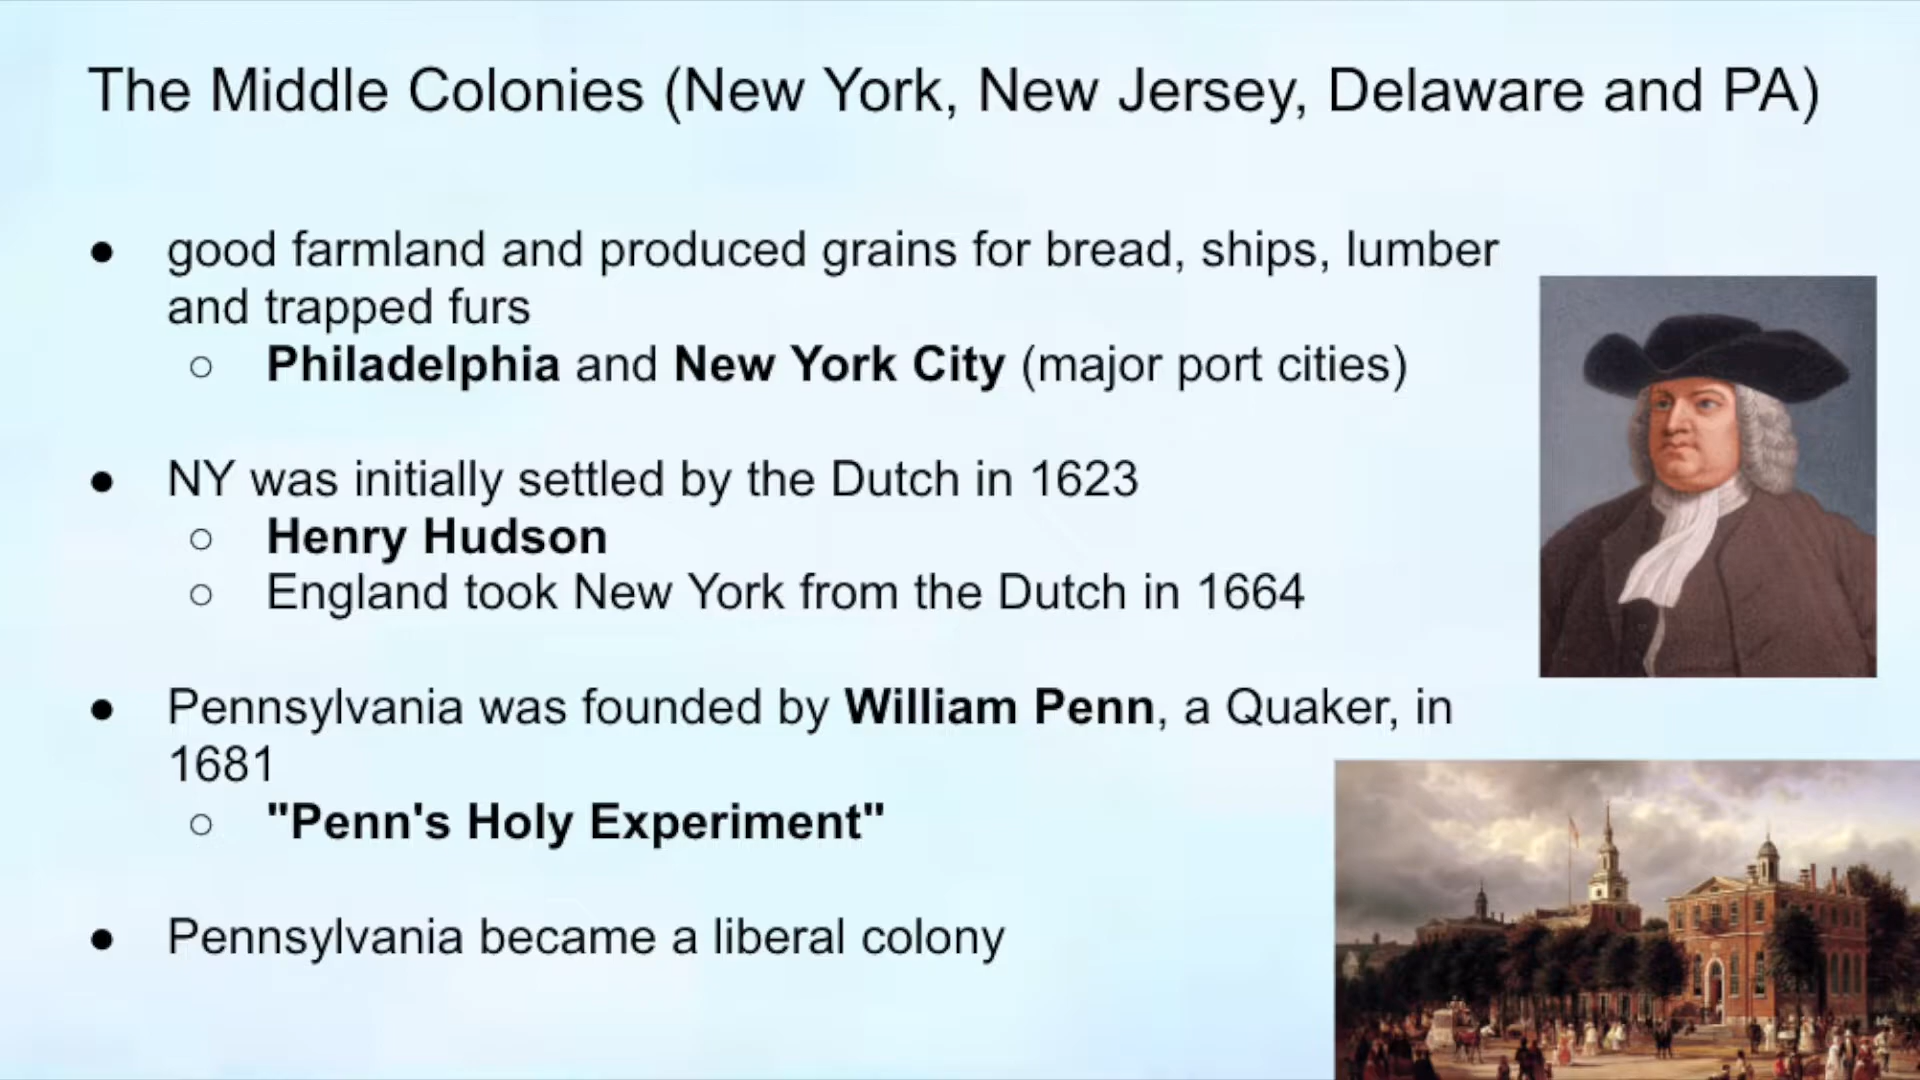 The Middle Colonies (New York, New Jersey, Delaware and PA)
● good farmland and produced grains for bread, ships, lumber
and trapped furs
○ Philadelphia and New York City (major port cities)
● NY was initially settled by the Dutch in 1623
○ Henry Hudson
○ England took New York from the Dutch in 1664
● Pennsylvania was founded by William Penn, a Quaker, in
1681
○ "Penn's Holy Experiment"
● Pennsylvania became a liberal colony